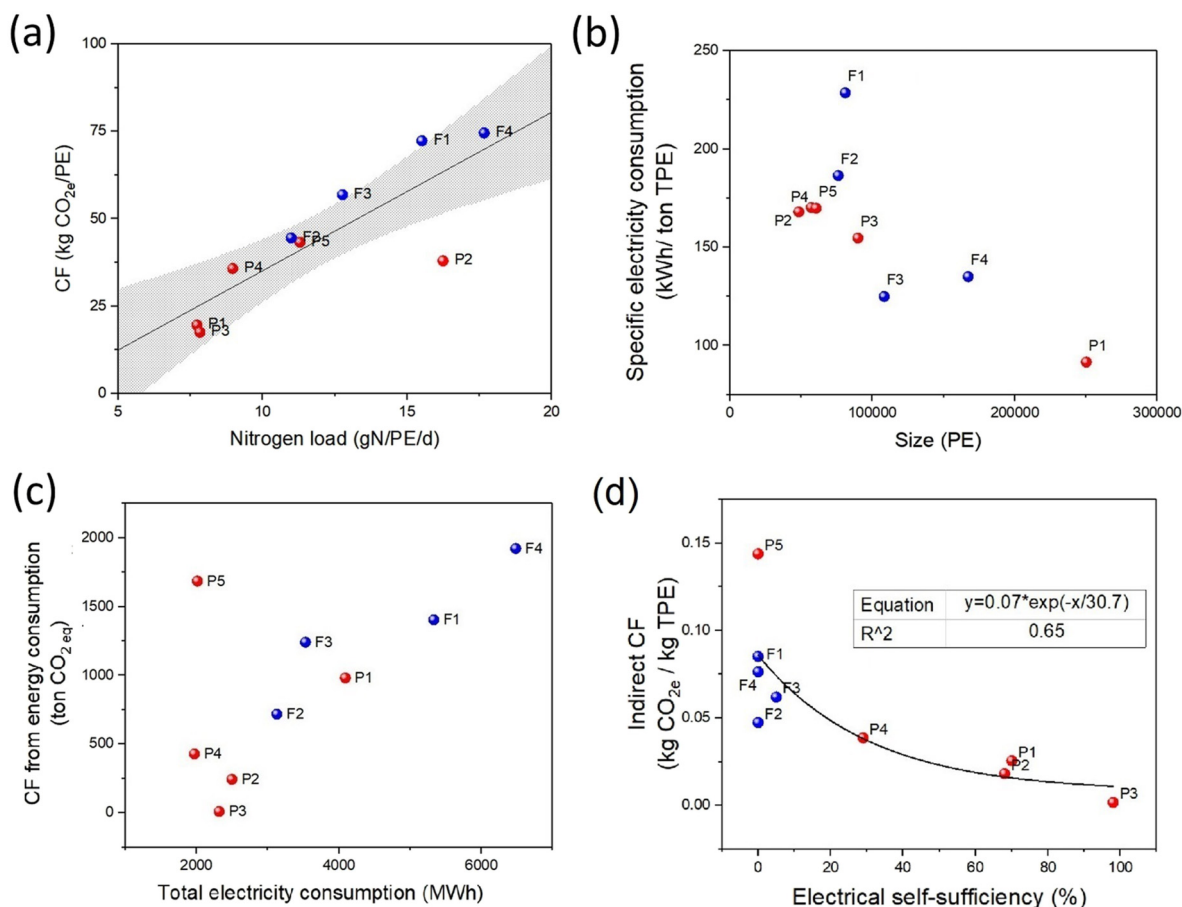 (a)
100
75
50
25
0
CF (kg CO2e/PE)
F1
F4
F3
F2
P5
P4
P2
P1
P3
5 10 15 20
Nitrogen load (gN/PE/d)
(b)
250
200
150
100
Specific electricity consumption
(kWh/ ton TPE)
F1
F2
P4
P5
P2
P3
F3
F4
P1
0 100000 200000 300000
Size (PE)
(c)
2000
1500
1000
500
0
CF from energy consumption
(ton CO2 eq)
F4
P5
F1
F3
P1
F2
P4
P2
P3
2000 4000 6000
Total electricity consumption (MWh)
(d)
0.15
0.10
0.05
0.00
Indirect CF
(kg CO2e / kg TPE)
P5
Equation y=0.07*exp(-x/30.7)
R^2 0.65
F1
F4
F3
F2
P4
P1
P2
P3
0 20 40 60 80 100
Electrical self-sufficiency (%)